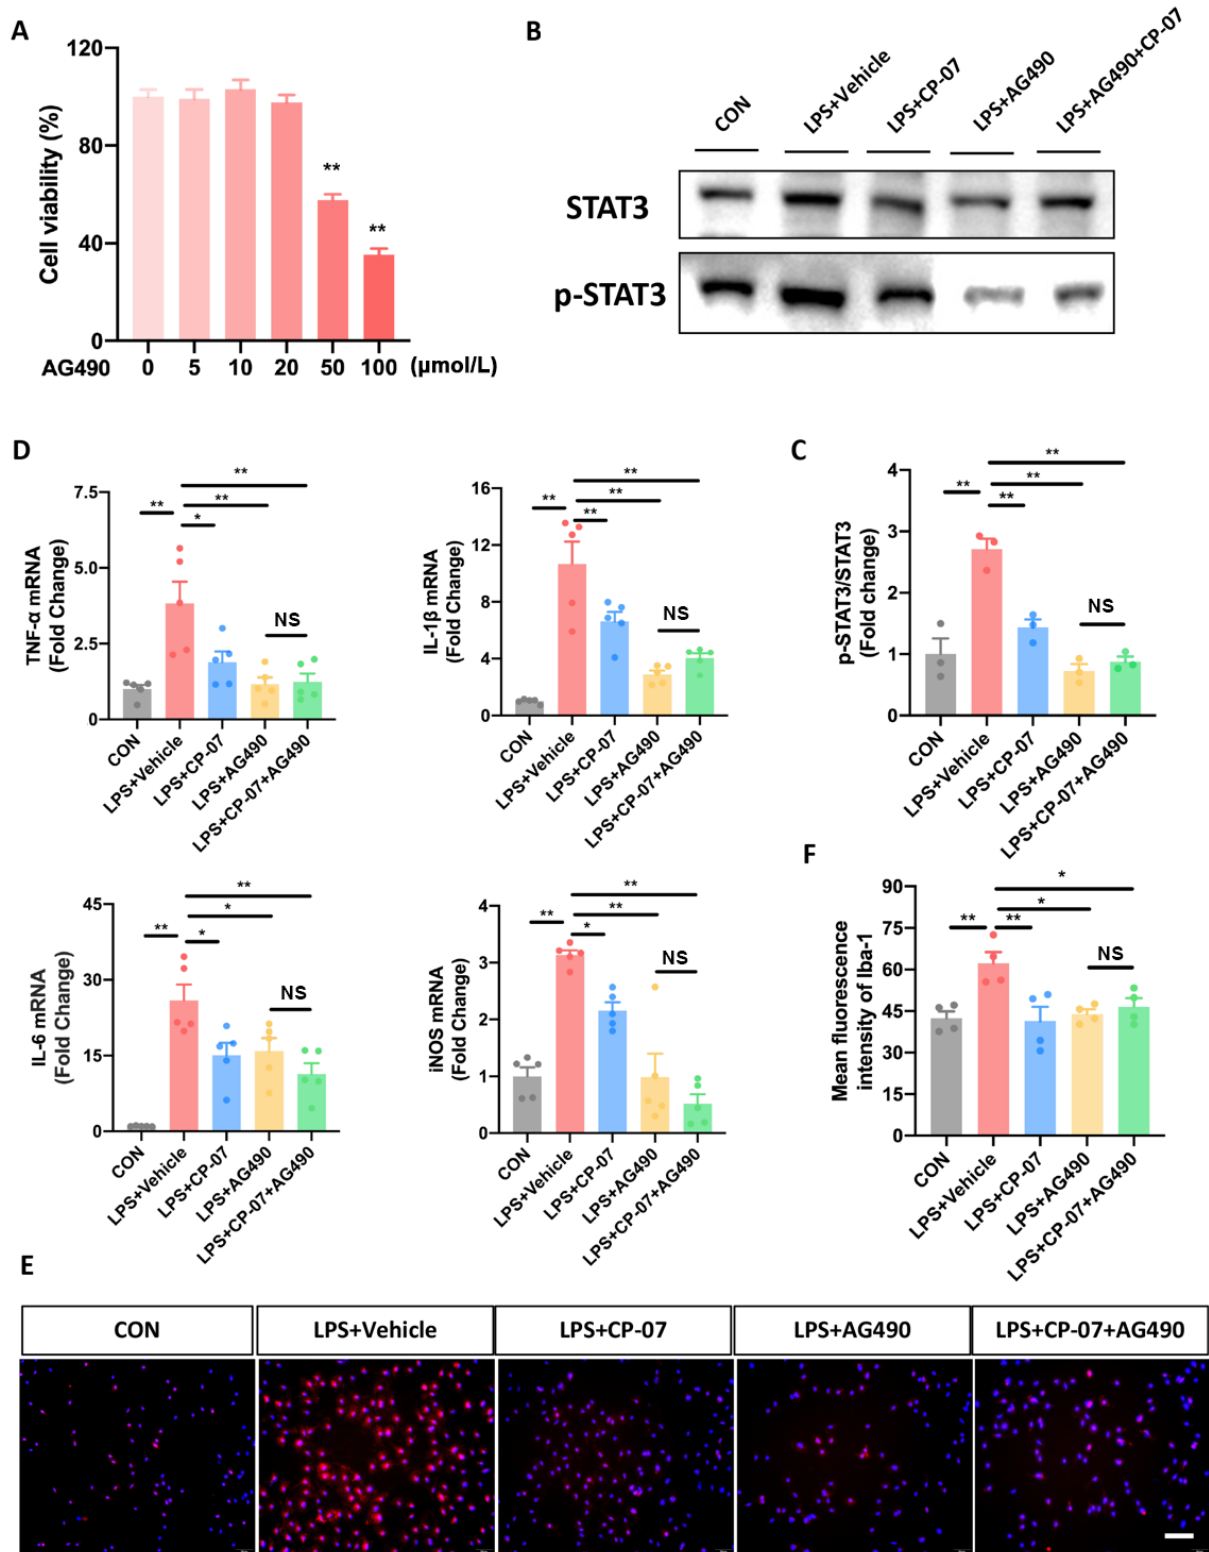 A
120
80
40
0
Cell viability (%)
**
**
AG490 0 5 10 20 50 100 (μmol/L)
B
CON
LPS+Vehicle
LPS+CP-07
LPS+AG490
LPS+AG490+CP-07
STAT3
p-STAT3
D
TNF-α mRNA
(Fold Change)
7.5
5.0
2.5
0
**
**
**
*
NS
CON
LPS+Vehicle
LPS+CP-07
LPS+AG490
LPS+CP-07+AG490
IL-1β mRNA
(Fold Change)
16
12
8
4
0
**
**
**
**
NS
CON
LPS+Vehicle
LPS+CP-07
LPS+AG490
LPS+CP-07+AG490
C
p-STAT3/STAT3
(Fold change)
4
2
0
**
**
**
**
NS
CON
LPS+Vehicle
LPS+CP-07
LPS+AG490
LPS+CP-07+AG490
IL-6 mRNA
(Fold Change)
45
30
15
0
**
*
**
*
NS
CON
LPS+Vehicle
LPS+CP-07
LPS+AG490
LPS+CP-07+AG490
iNOS mRNA
(Fold Change)
4
3
2
1
0
**
**
**
*
NS
CON
LPS+Vehicle
LPS+CP-07
LPS+AG490
LPS+CP-07+AG490
F
Mean fluorescence
intensity of Iba-1
90
75
60
45
30
15
0
*
*
**
**
NS
CON
LPS+Vehicle
LPS+CP-07
LPS+AG490
LPS+CP-07+AG490
E
CON
LPS+Vehicle
LPS+CP-07
LPS+AG490
LPS+CP-07+AG490